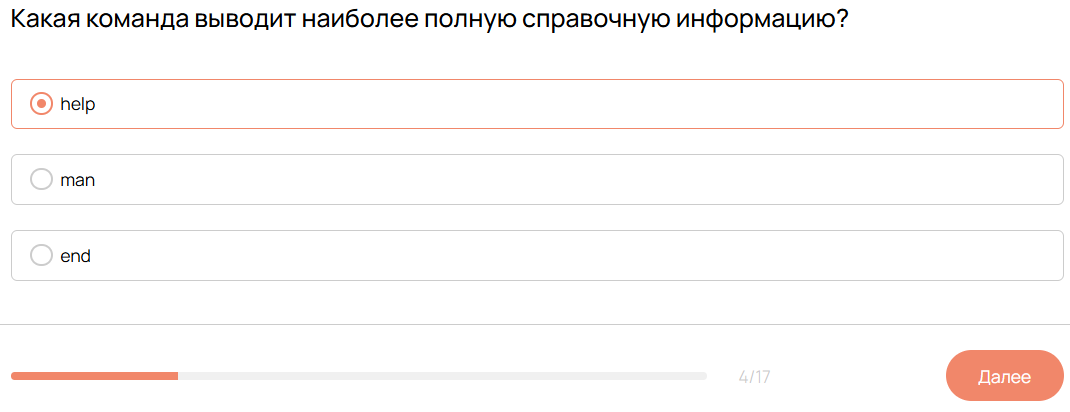 Какая команда выводит наиболее полную справочную информацию?
help
man
end
4/17
Далее